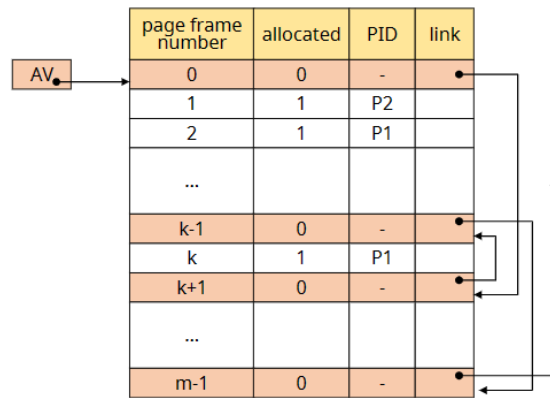 page frame number allocated PID link
AV 0 0 -
1 1 P2
2 1 P1
...
k-1 0 -
k 1 P1
k+1 0 -
...
m-1 0 -